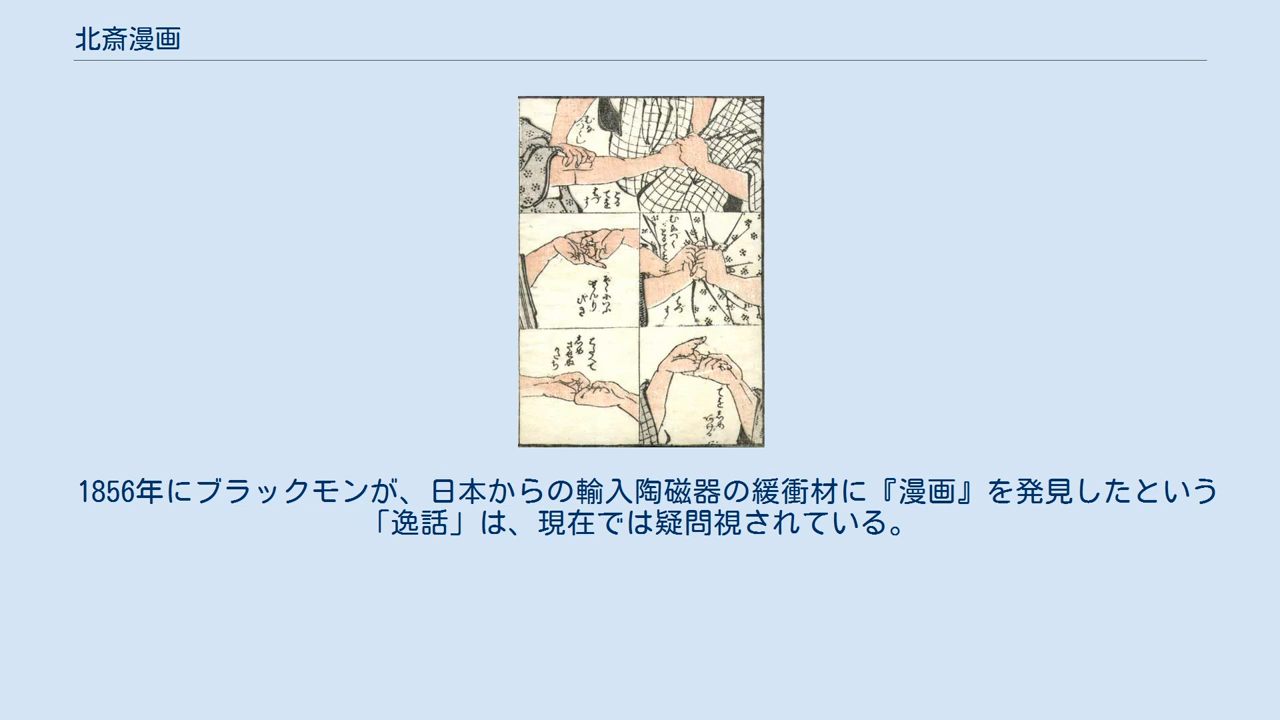 北斎漫画
1856年にブラックモンが、日本からの輸入陶磁器の緩衝材に『漫画』を発見したという
「逸話」は、現在では疑問視されている。